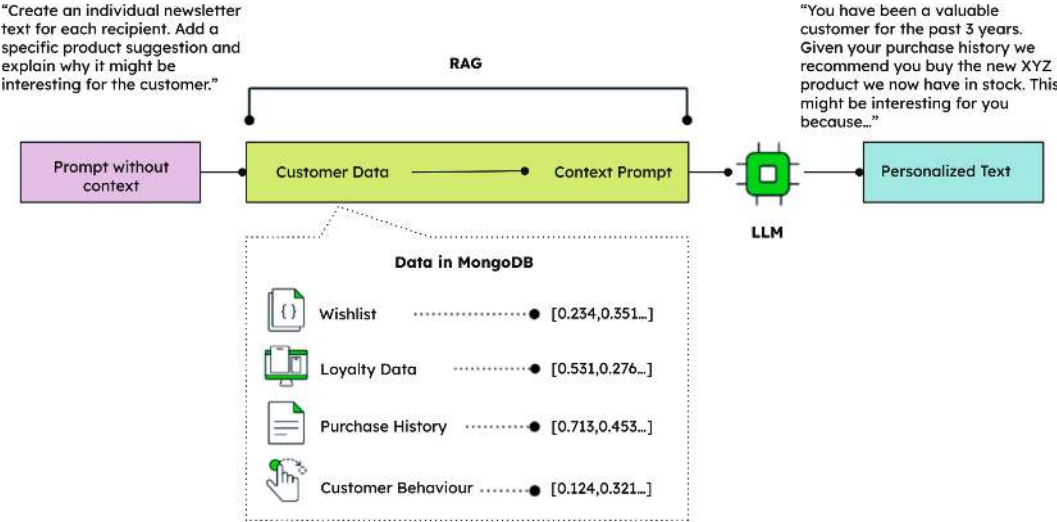 “Create an individual newsletter
text for each recipient. Add a
specific product suggestion and
explain why it might be
interesting for the customer.”
RAG
“You have been a valuable
customer for the past 3 years.
Given your purchase history we
recommend you buy the new XYZ
product we now have in stock. This
might be interesting for you
because…”
Prompt without
context
Customer Data
Context Prompt
LLM
Personalized Text
Data in MongoDB
{ }
Wishlist
[0.234,0.351…]
Loyalty Data
[0.531,0.276…]
Purchase History
[0.713,0.453…]
Customer Behaviour
[0.124,0.321…]